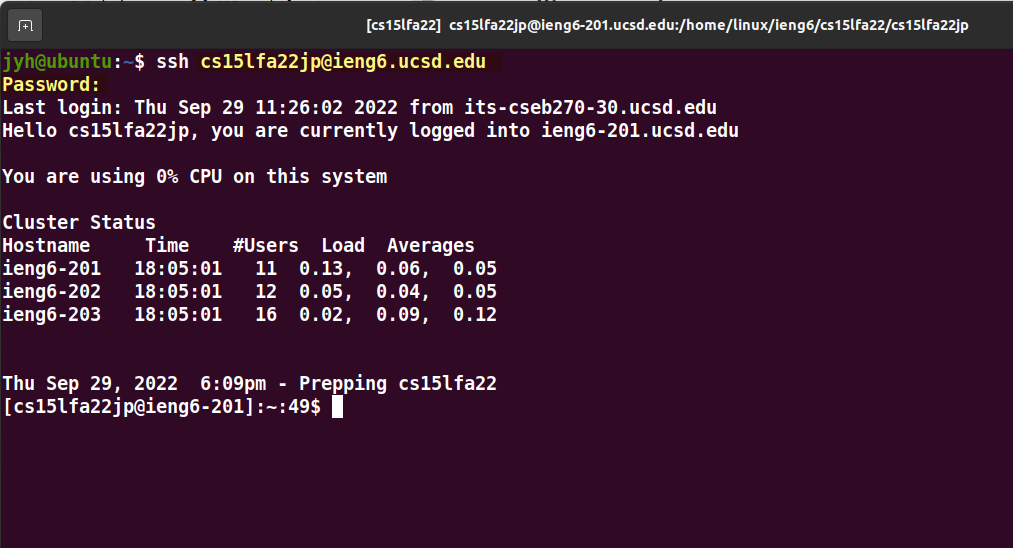 [cs15lfa22] cs15lfa22jp@ieng6-201.ucsd.edu:/home/linux/ieng6/cs15lfa22/cs15lfa22jp
jyh@ubuntu:~$ ssh cs15lfa22jp@ieng6.ucsd.edu
Password:
Last login: Thu Sep 29 11:26:02 2022 from its-cseb270-30.ucsd.edu
Hello cs15lfa22jp, you are currently logged into ieng6-201.ucsd.edu
You are using 0% CPU on this system
Cluster Status
Hostname     Time    #Users  Load  Averages
ieng6-201   18:05:01   11  0.13,  0.06,  0.05
ieng6-202   18:05:01   12  0.05,  0.04,  0.05
ieng6-203   18:05:01   16  0.02,  0.09,  0.12
Thu Sep 29, 2022  6:09pm - Prepping cs15lfa22
[cs15lfa22jp@ieng6-201]:~:49$